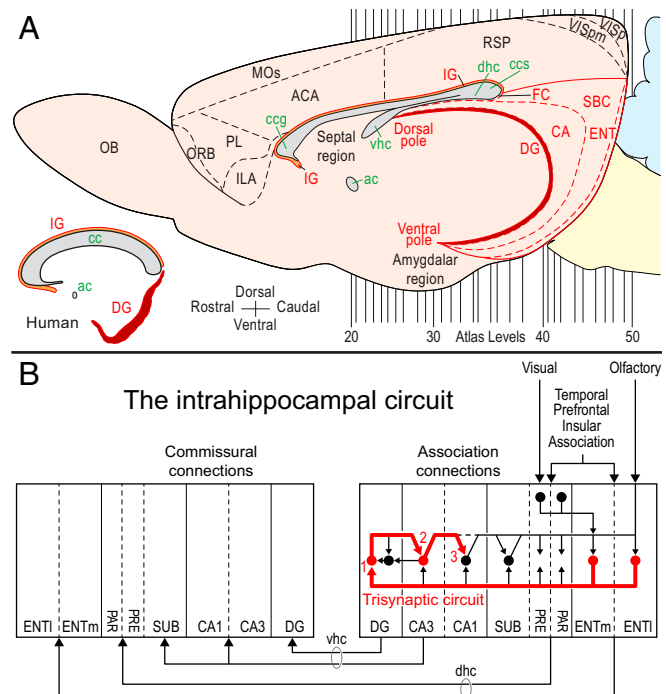 A
VISp
VISpm
RSP
MOs
IG
dhc
ccs
ACA
FC
SBC
ccg
PL
Septal
region
vhc
Dorsal
pole
CA
ENT
DG
OB
ORB
ILA
IG
ac
IG
cc
ac
DG
Human
Ventral
pole
Amygdalar
region
Dorsal
Rostral
Caudal
Ventral
20
30
40
50
Atlas Levels
B
The intrahippocampal circuit
Visual
Olfactory
Temporal
Prefrontal
Insular
Association
Commissural
connections
Association
connections
1
2
3
Trisynaptic circuit
ENTl
ENTm
PAR
PRE
SUB
CA1
CA3
DG
DG
CA3
CA1
SUB
PRE
PAR
ENTm
ENTl
vhc
dhc